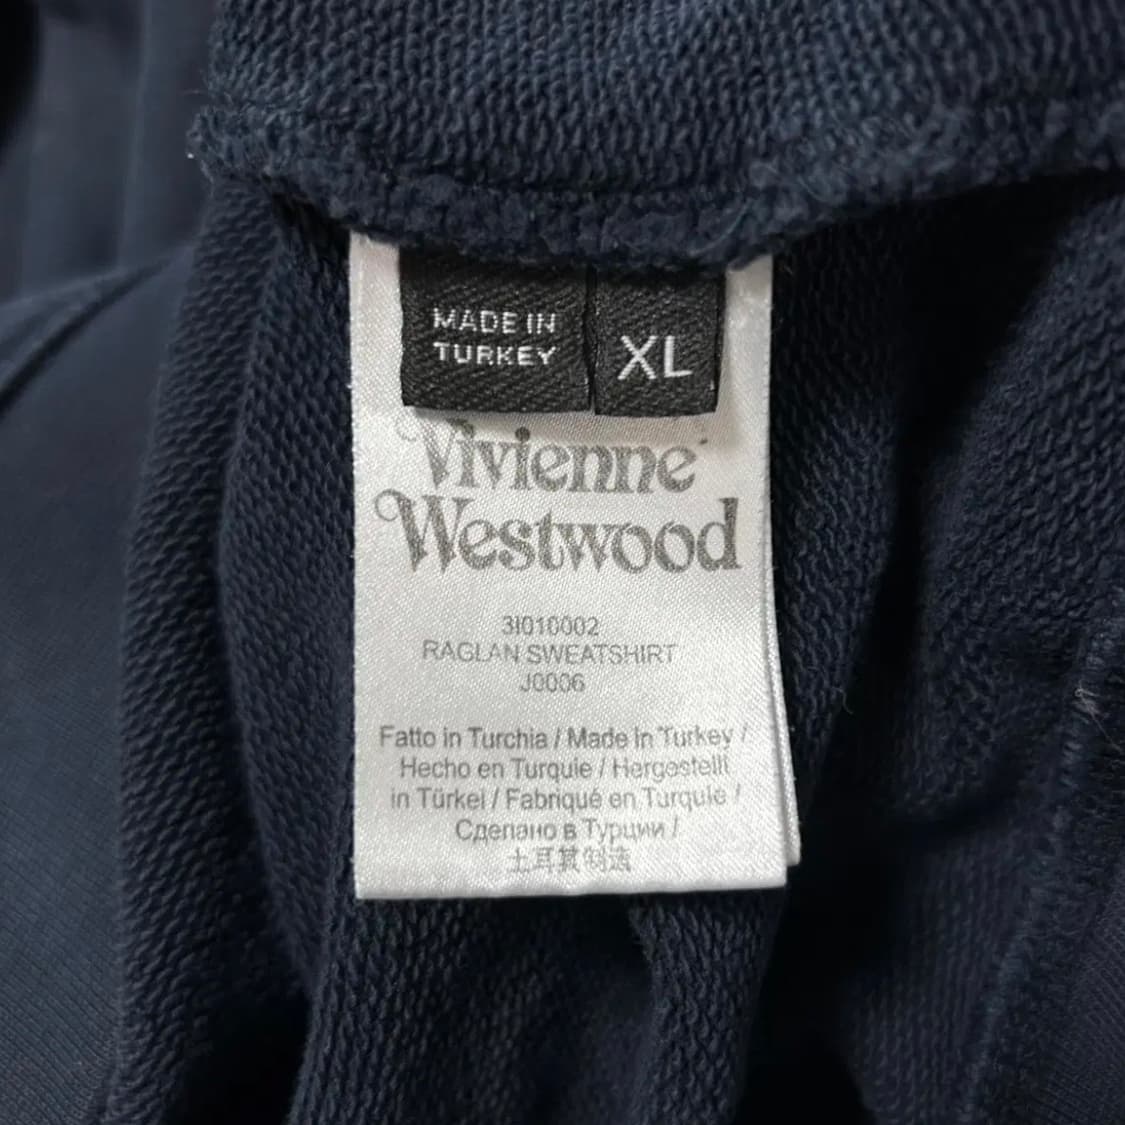 MADE IN
TURKEY
XL
Vivienne
Westwood
3I010002
RAGLAN SWEATSHIRT
J0006
Fatto in Turchia / Made in Turkey /
Hecho en Turquie / Hergestellt
in Türkei / Fabriqué en Turquie /
Сделано в Турции /
土耳其制造